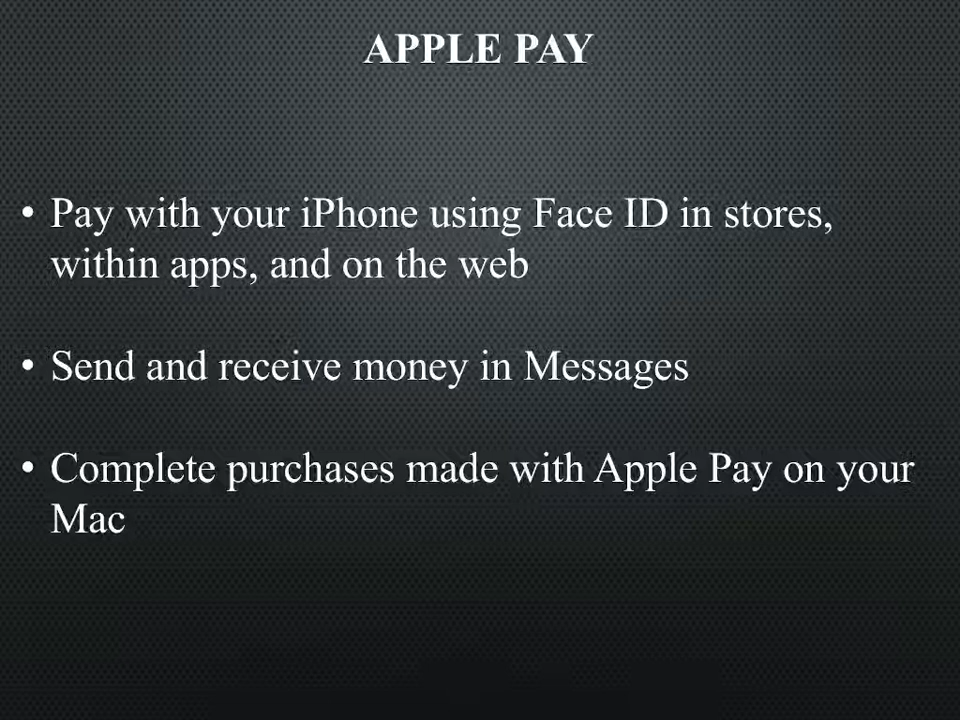 APPLE PAY
• Pay with your iPhone using Face ID in stores,
within apps, and on the web
• Send and receive money in Messages
• Complete purchases made with Apple Pay on your
Mac